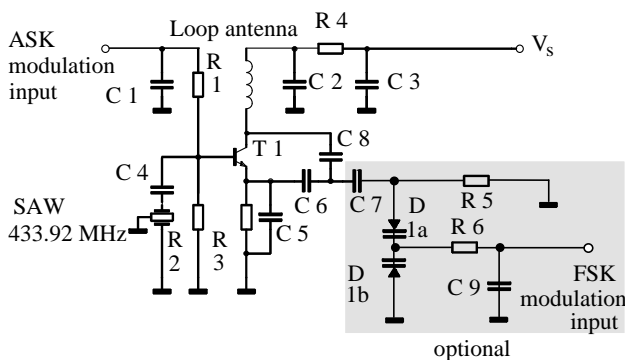 Loop antenna
R 4
ASK
modulation
input
V_s
R
1
C 1
C 2
C 3
C 8
T 1
C 4
C 6
C 7
R 5
SAW
433.92 MHz
R
2
R
3
C 5
D
1a
R 6
D
1b
C 9
FSK
modulation
input
optional